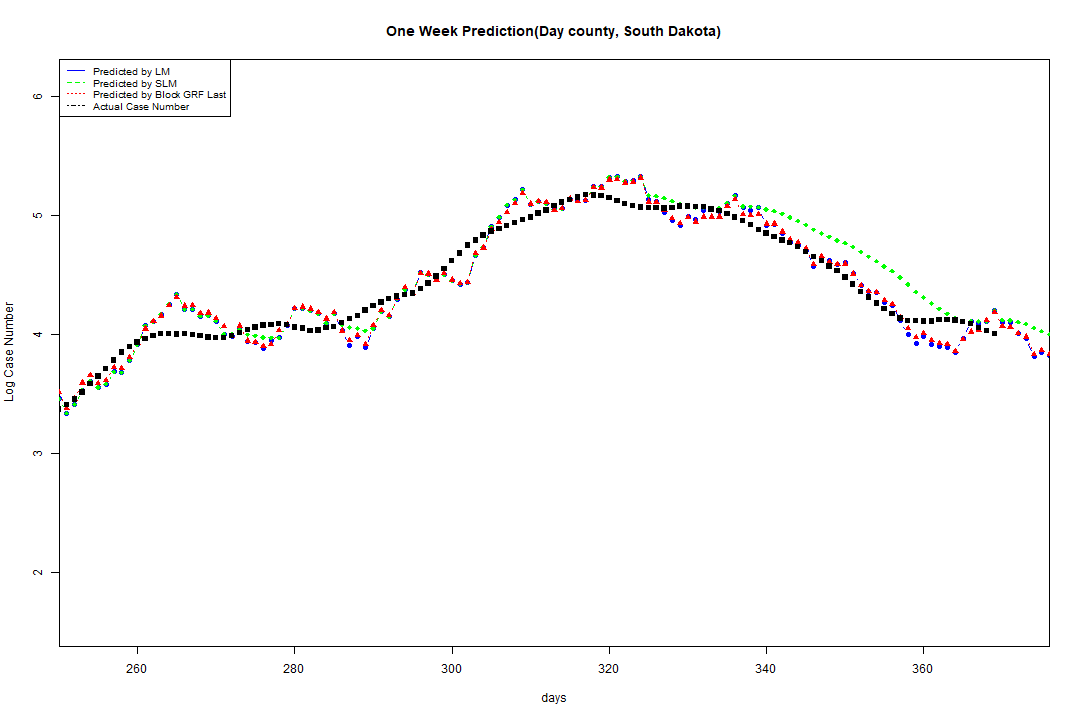 One Week Prediction(Day county, South Dakota)
Predicted by LM
Predicted by SLM
Predicted by Block GRF Last
Actual Case Number
6
5
4
3
2
Log Case Number
260 280 300 320 340 360
days